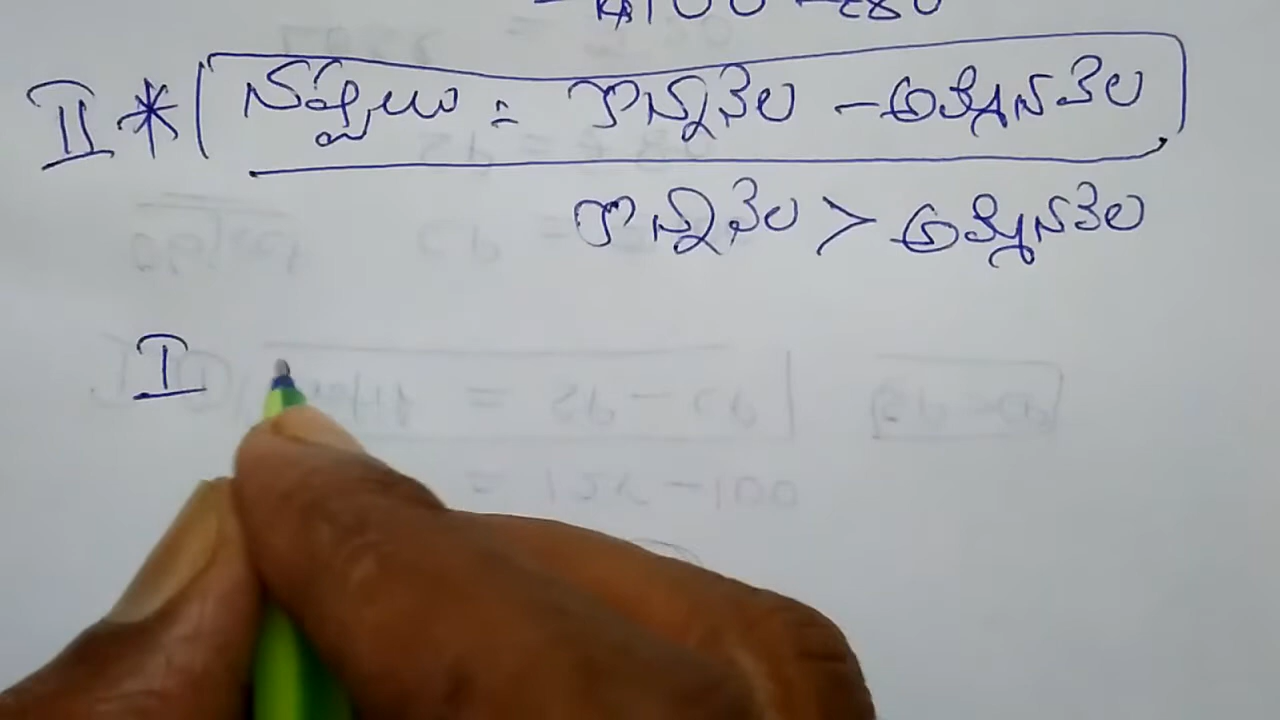 II * నష్టము = కొన్నవెల - అమ్మినవెల
కొన్నవెల > అమ్మినవెల
I